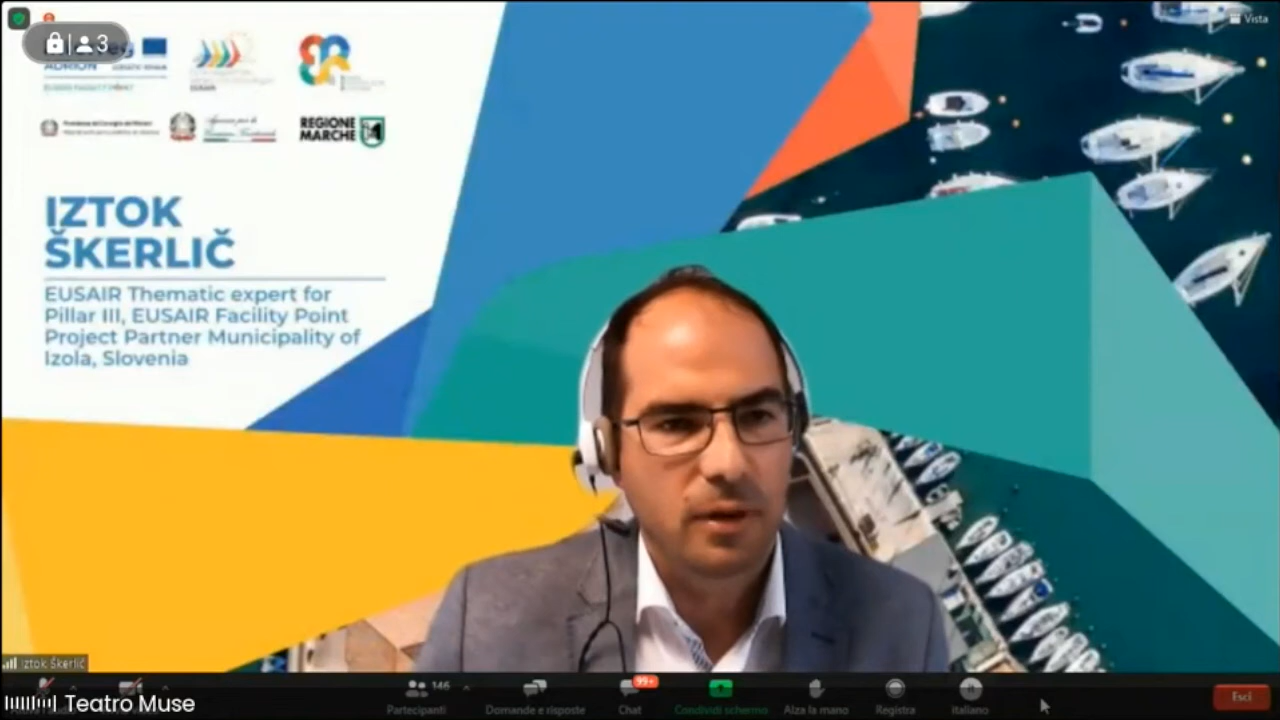 3
Vista
ADRION
EUSAIR
REGIONE
MARCHE
IZTOK
ŠKERLIČ
EUSAIR Thematic expert for
Pillar III, EUSAIR Facility Point
Project Partner Municipality of
Izola, Slovenia
Iztok Škerlič
Teatro Muse
146
99+
Partecipanti
Domande e risposte
Chat
Condividi schermo
Alza la mano
Registra
Italiano
Esci